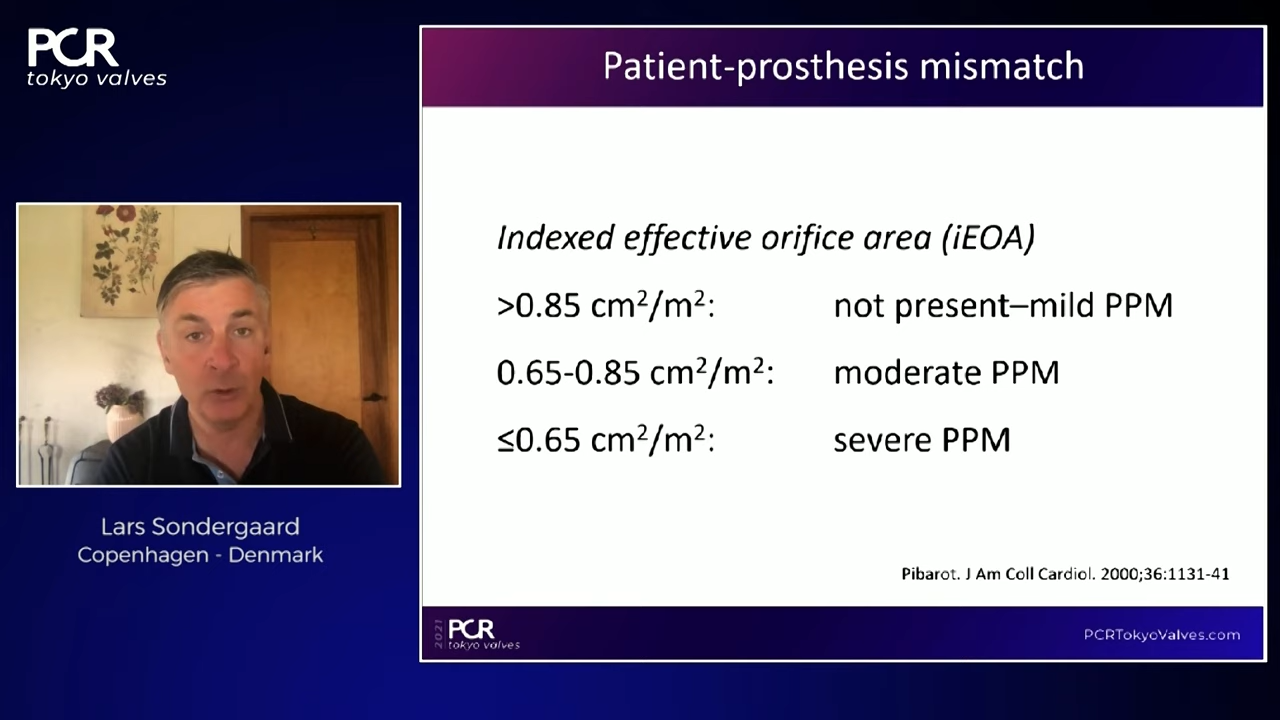 PCR
tokyo valves
Patient-prosthesis mismatch
Indexed effective orifice area (iEOA)
>0.85 cm²/m²: not present–mild PPM
0.65-0.85 cm²/m²: moderate PPM
≤0.65 cm²/m²: severe PPM
Pibarot. J Am Coll Cardiol. 2000;36:1131-41
Lars Sondergaard
Copenhagen - Denmark
2021 PCR
tokyo valves
PCRTokyoValves.com